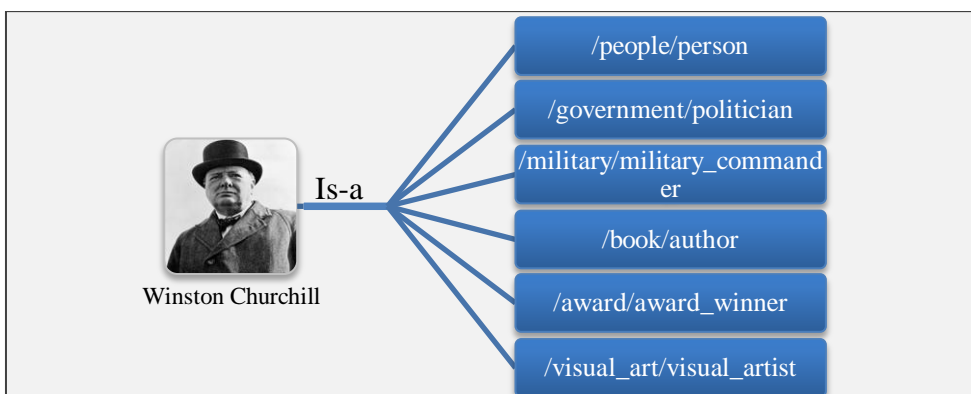 /people/person
/government/politician
/military/military_command
er
Is-a
/book/author
Winston Churchill
/award/award_winner
/visual_art/visual_artist